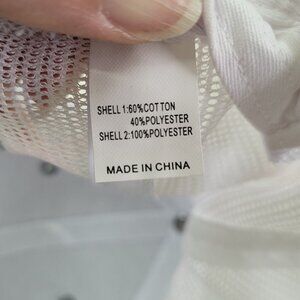 SHELL 1:60%COTTON
40%POLYESTER
SHELL 2:100%POLYESTER
MADE IN CHINA